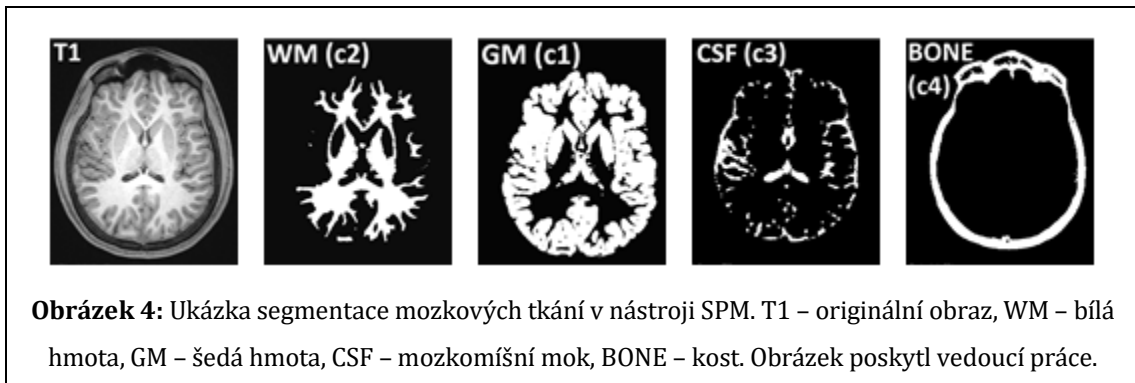 T1
WM (c2)
GM (c1)
CSF (c3)
BONE
(c4)
Obrázek 4: Ukázka segmentace mozkových tkání v nástroji SPM. T1 – originální obraz, WM – bílá
hmota, GM – šedá hmota, CSF – mozkomíšní mok, BONE – kost. Obrázek poskytl vedoucí práce.